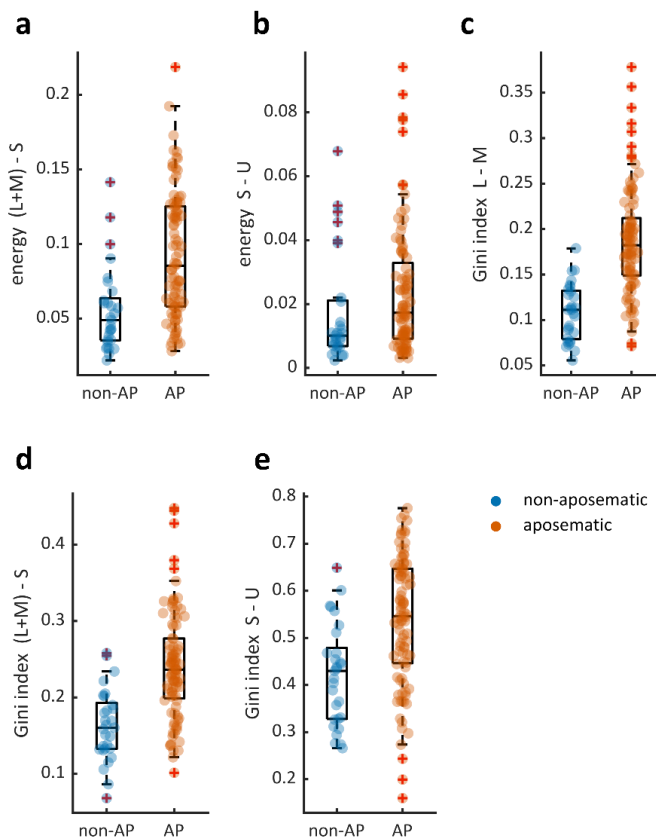 a
energy (L+M) - S
0.2
0.15
0.1
0.05
non-AP AP
b
energy S - U
0.08
0.06
0.04
0.02
0
non-AP AP
c
Gini index L - M
0.35
0.3
0.25
0.2
0.15
0.1
0.05
non-AP AP
d
Gini index (L+M) - S
0.4
0.3
0.2
0.1
non-AP AP
e
Gini index S - U
0.8
0.7
0.6
0.5
0.4
0.3
0.2
non-AP AP
non-aposematic
aposematic